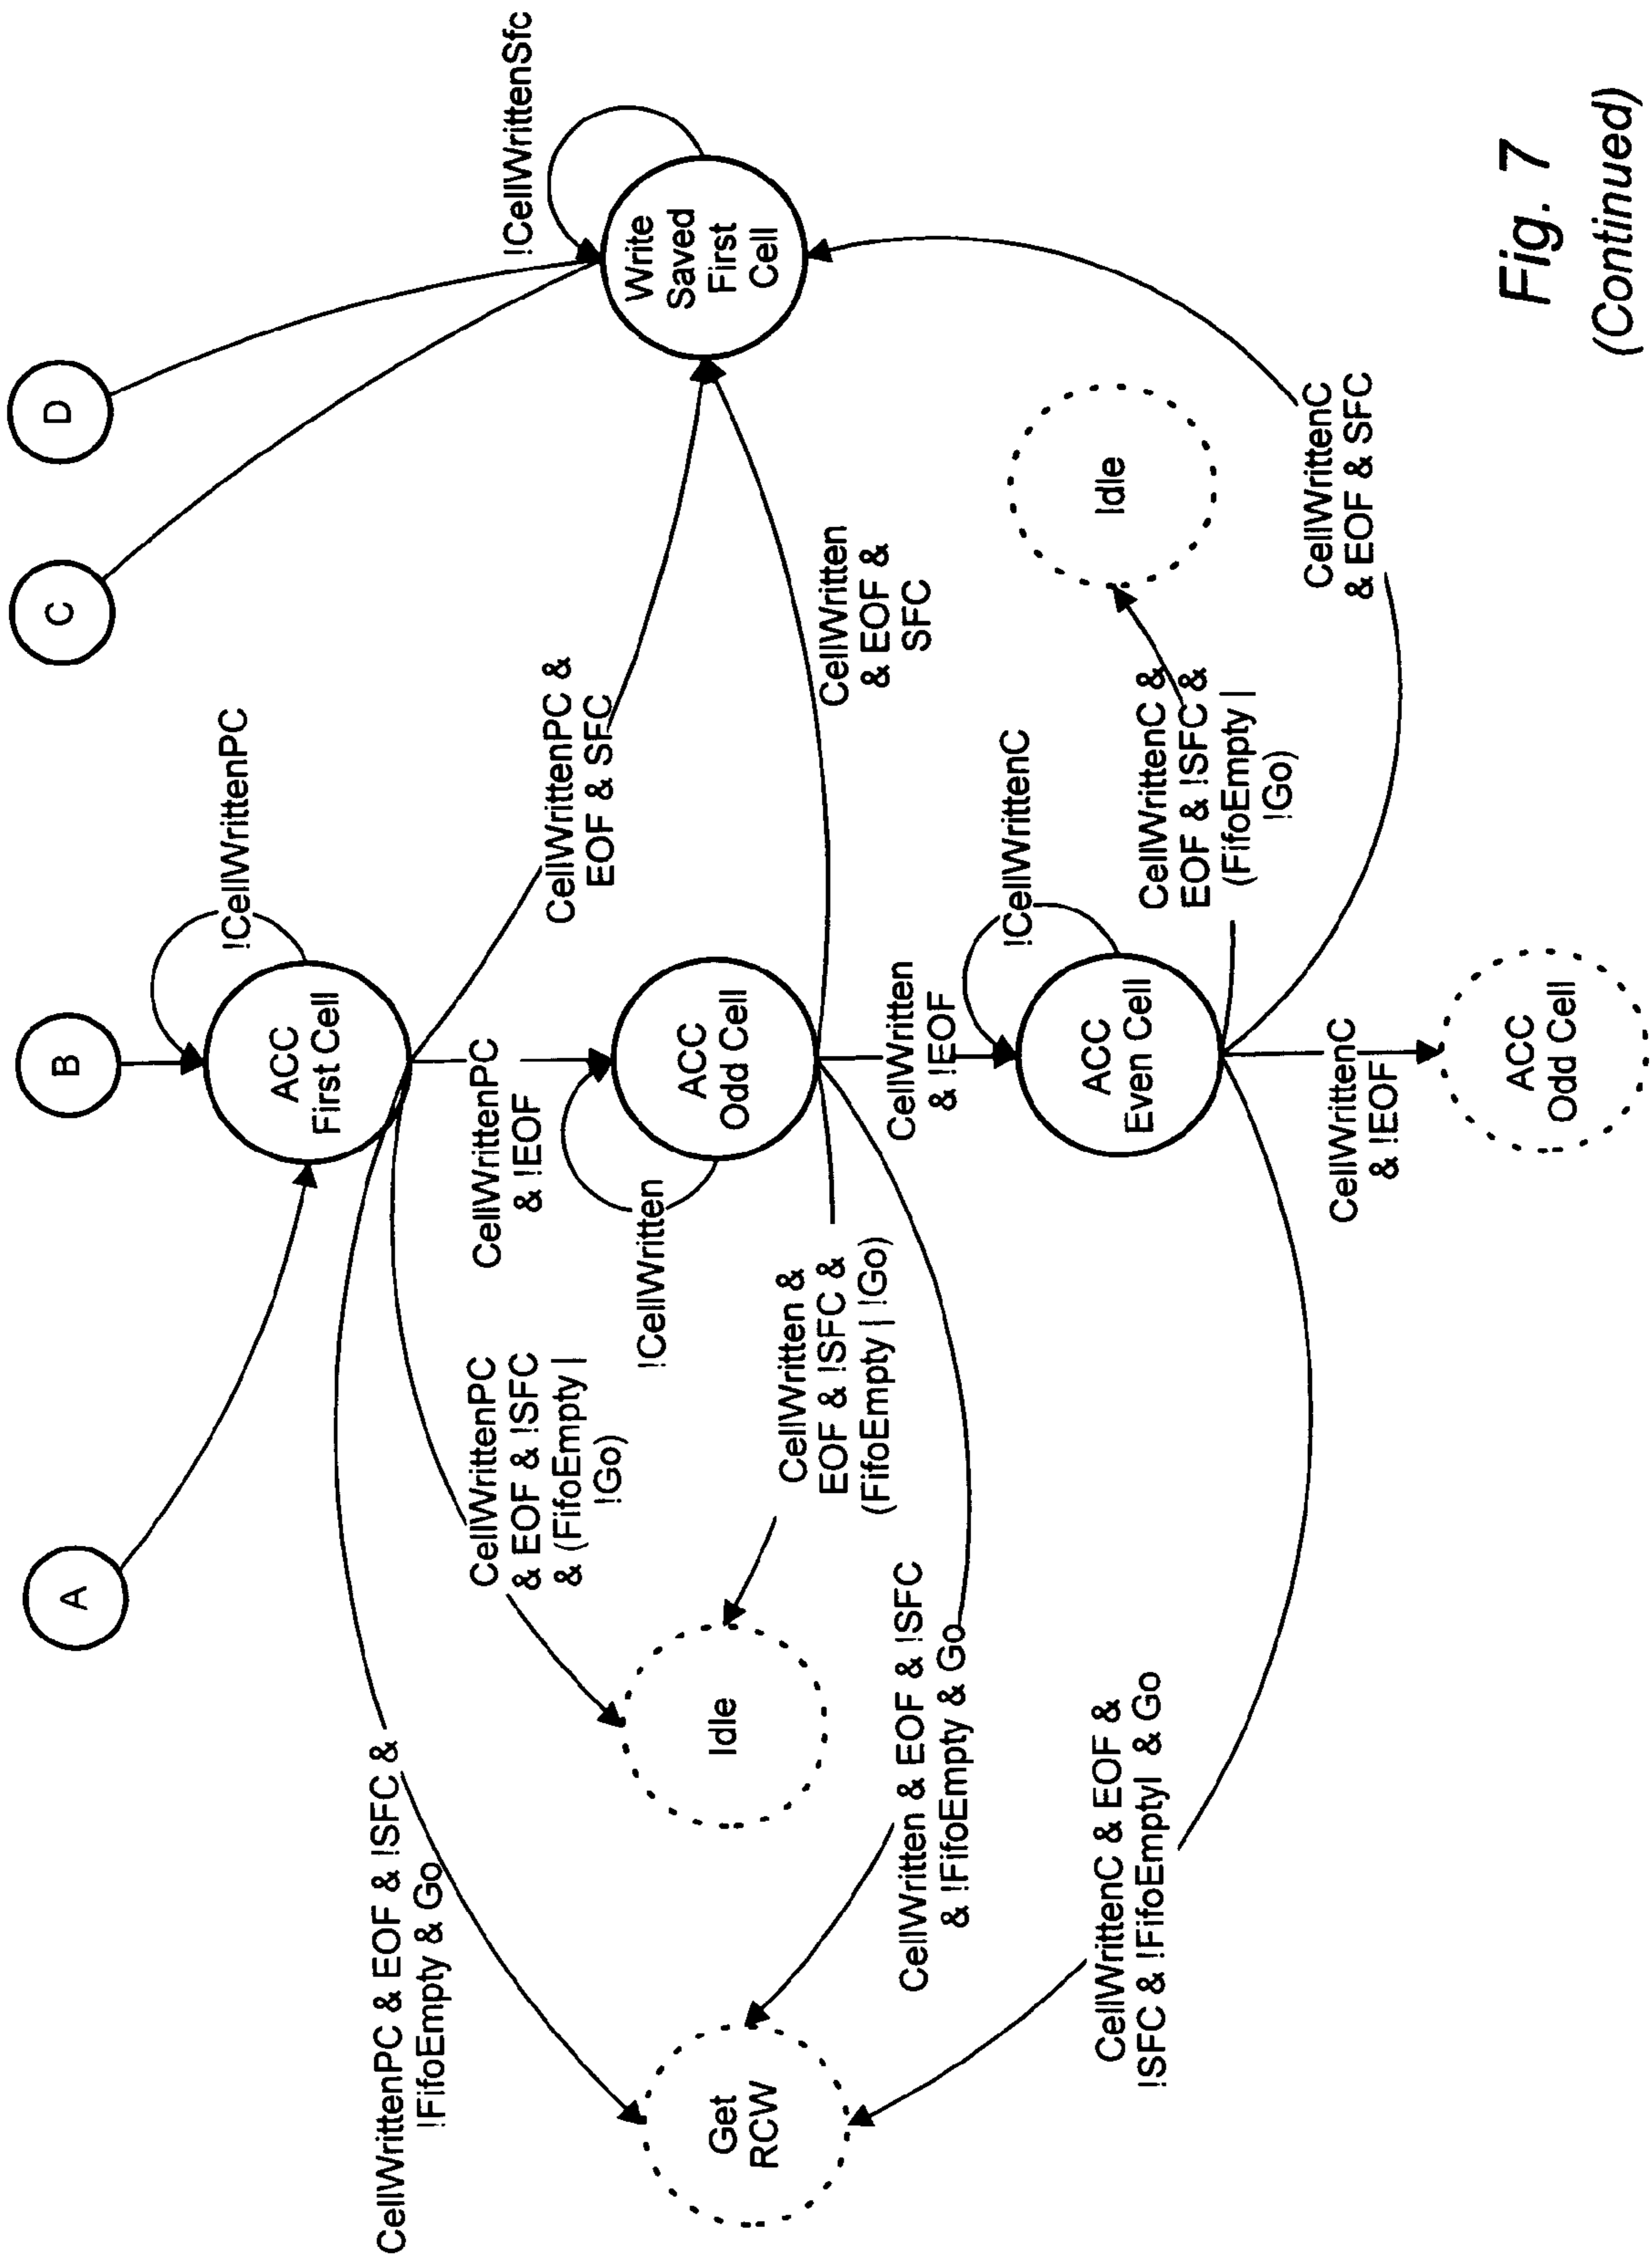 A
B
C
D
!CellWrittenPC
ACC
First Cell
CellWrittenPC & EOF & !SFC &
!FifoEmpty & Go
CellWrittenPC
& EOF & !SFC
& (FifoEmpty |
!Go)
CellWrittenPC
& !EOF
CellWrittenPC &
EOF & SFC
!CellWrittenSfc
Write
Saved
First
Cell
!CellWritten
ACC
Odd Cell
Get
RCW
Idle
CellWritten &
EOF & !SFC &
(FifoEmpty | !Go)
CellWritten
& EOF &
SFC
CellWritten & EOF & !SFC
& !FifoEmpty & Go
CellWritten
& !EOF
!CellWrittenC
ACC
Even Cell
Idle
CellWrittenC & EOF &
!SFC & !FifoEmptyI & Go
CellWrittenC &
EOF & !SFC &
(FifoEmpty |
!Go)
CellWrittenC
& EOF & SFC
CellWrittenC
& !EOF
ACC
Odd Cell
Fig. 7
(Continued)